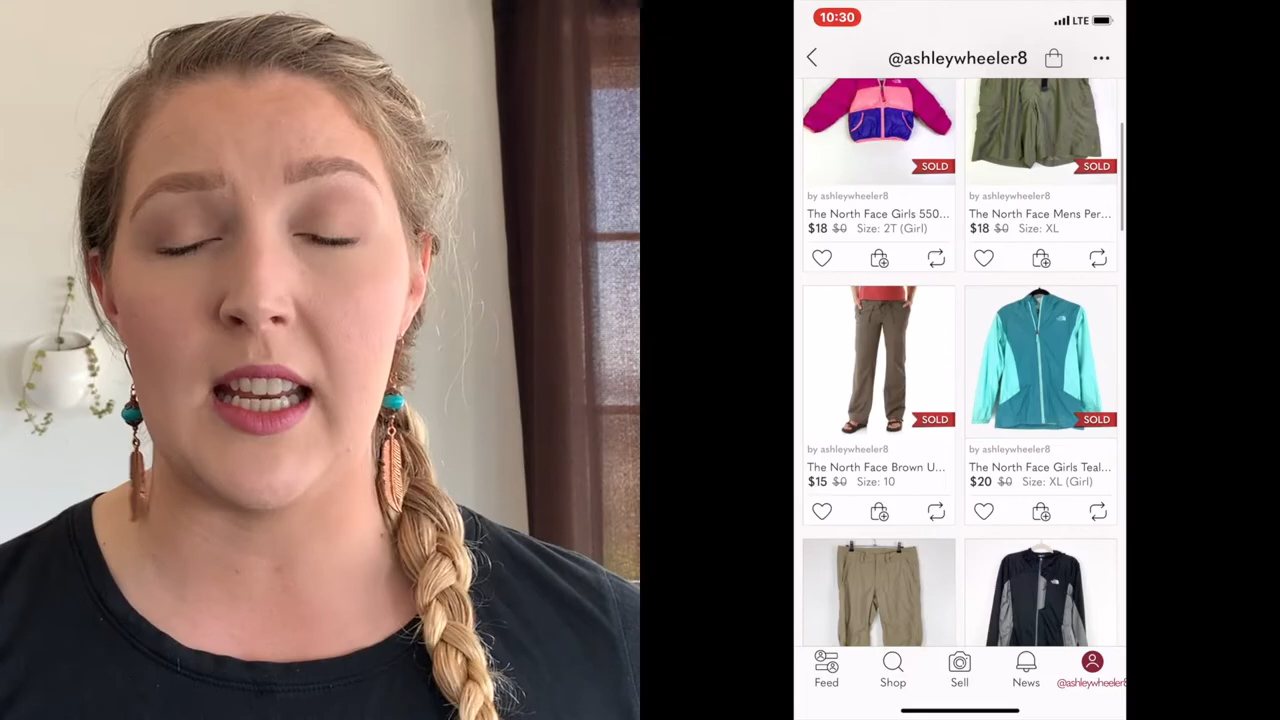 10:30
LTE
@ashleywheeler8
SOLD
SOLD
by ashleywheeler8
by ashleywheeler8
The North Face Girls 550...
The North Face Mens Per...
$18 $0 Size: 2T (Girl)
$18 $0 Size: XL
SOLD
SOLD
by ashleywheeler8
by ashleywheeler8
The North Face Brown U...
The North Face Girls Teal...
$15 $0 Size: 10
$20 $0 Size: XL (Girl)
Feed
Shop
Sell
News
@ashleywheeler8